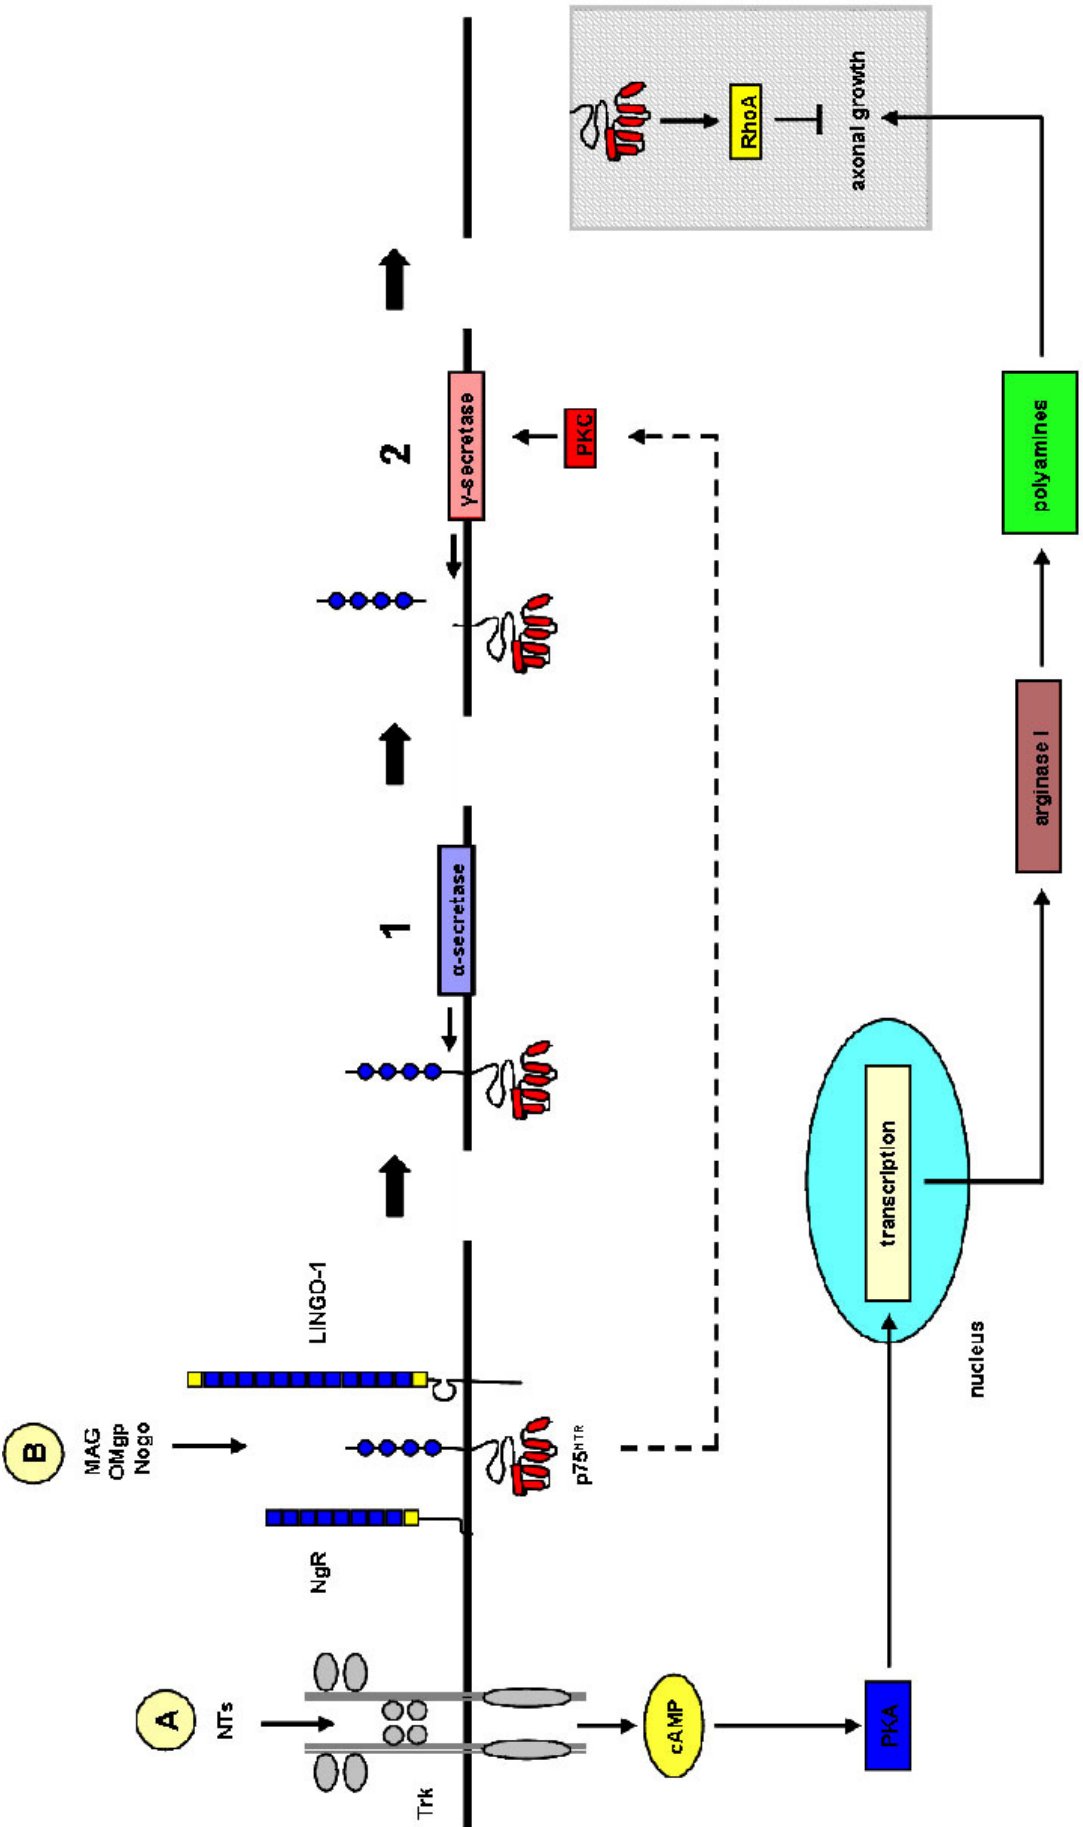 A
NTs
Trk
B
MAG
OMgp
Nogo
NgR
LINGO-1
p75ᴺᵀᴿ
1
α-secretase
2
γ-secretase
PKC
RhoA
axonal growth
cAMP
PKA
transcription
nucleus
arginase I
polyamines